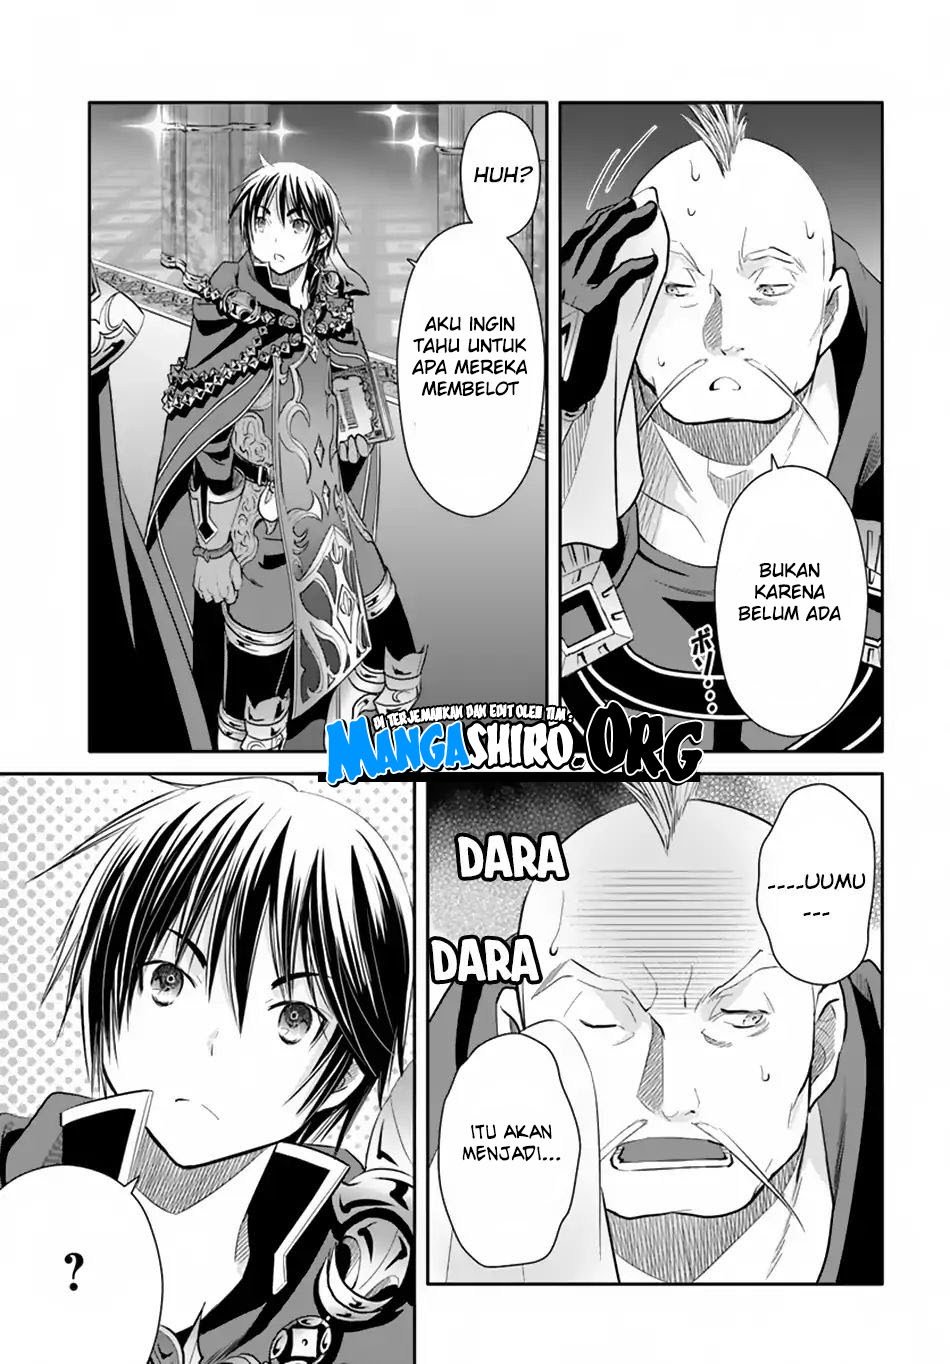 BUKAN
KARENA
BELUM ADA
ボソ...
HUH?
AKU INGIN
TAHU UNTUK
APA MEREKA
MEMBELOT
DI TERJEMAHKAN DAN EDIT OLEH TIM :
MANGASHIRO.ORG
----UUMU
---
DARA
DARA
ITU AKAN
MENJADI...
?